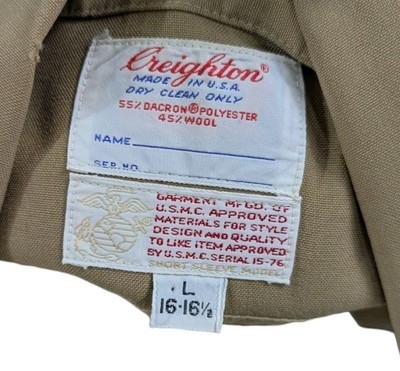 Creighton®
MADE IN U.S.A.
DRY CLEAN ONLY
55% DACRON® POLYESTER
45% WOOL
NAME
SER. NO.
GARMENT MFGD. OF
U.S.M.C. APPROVED
MATERIALS FOR STYLE
DESIGN AND QUALITY
TO LIKE ITEM APPROVED
BY U.S.M.C. SERIAL 15-76
SHORT SLEEVE MODEL
L
16-16½